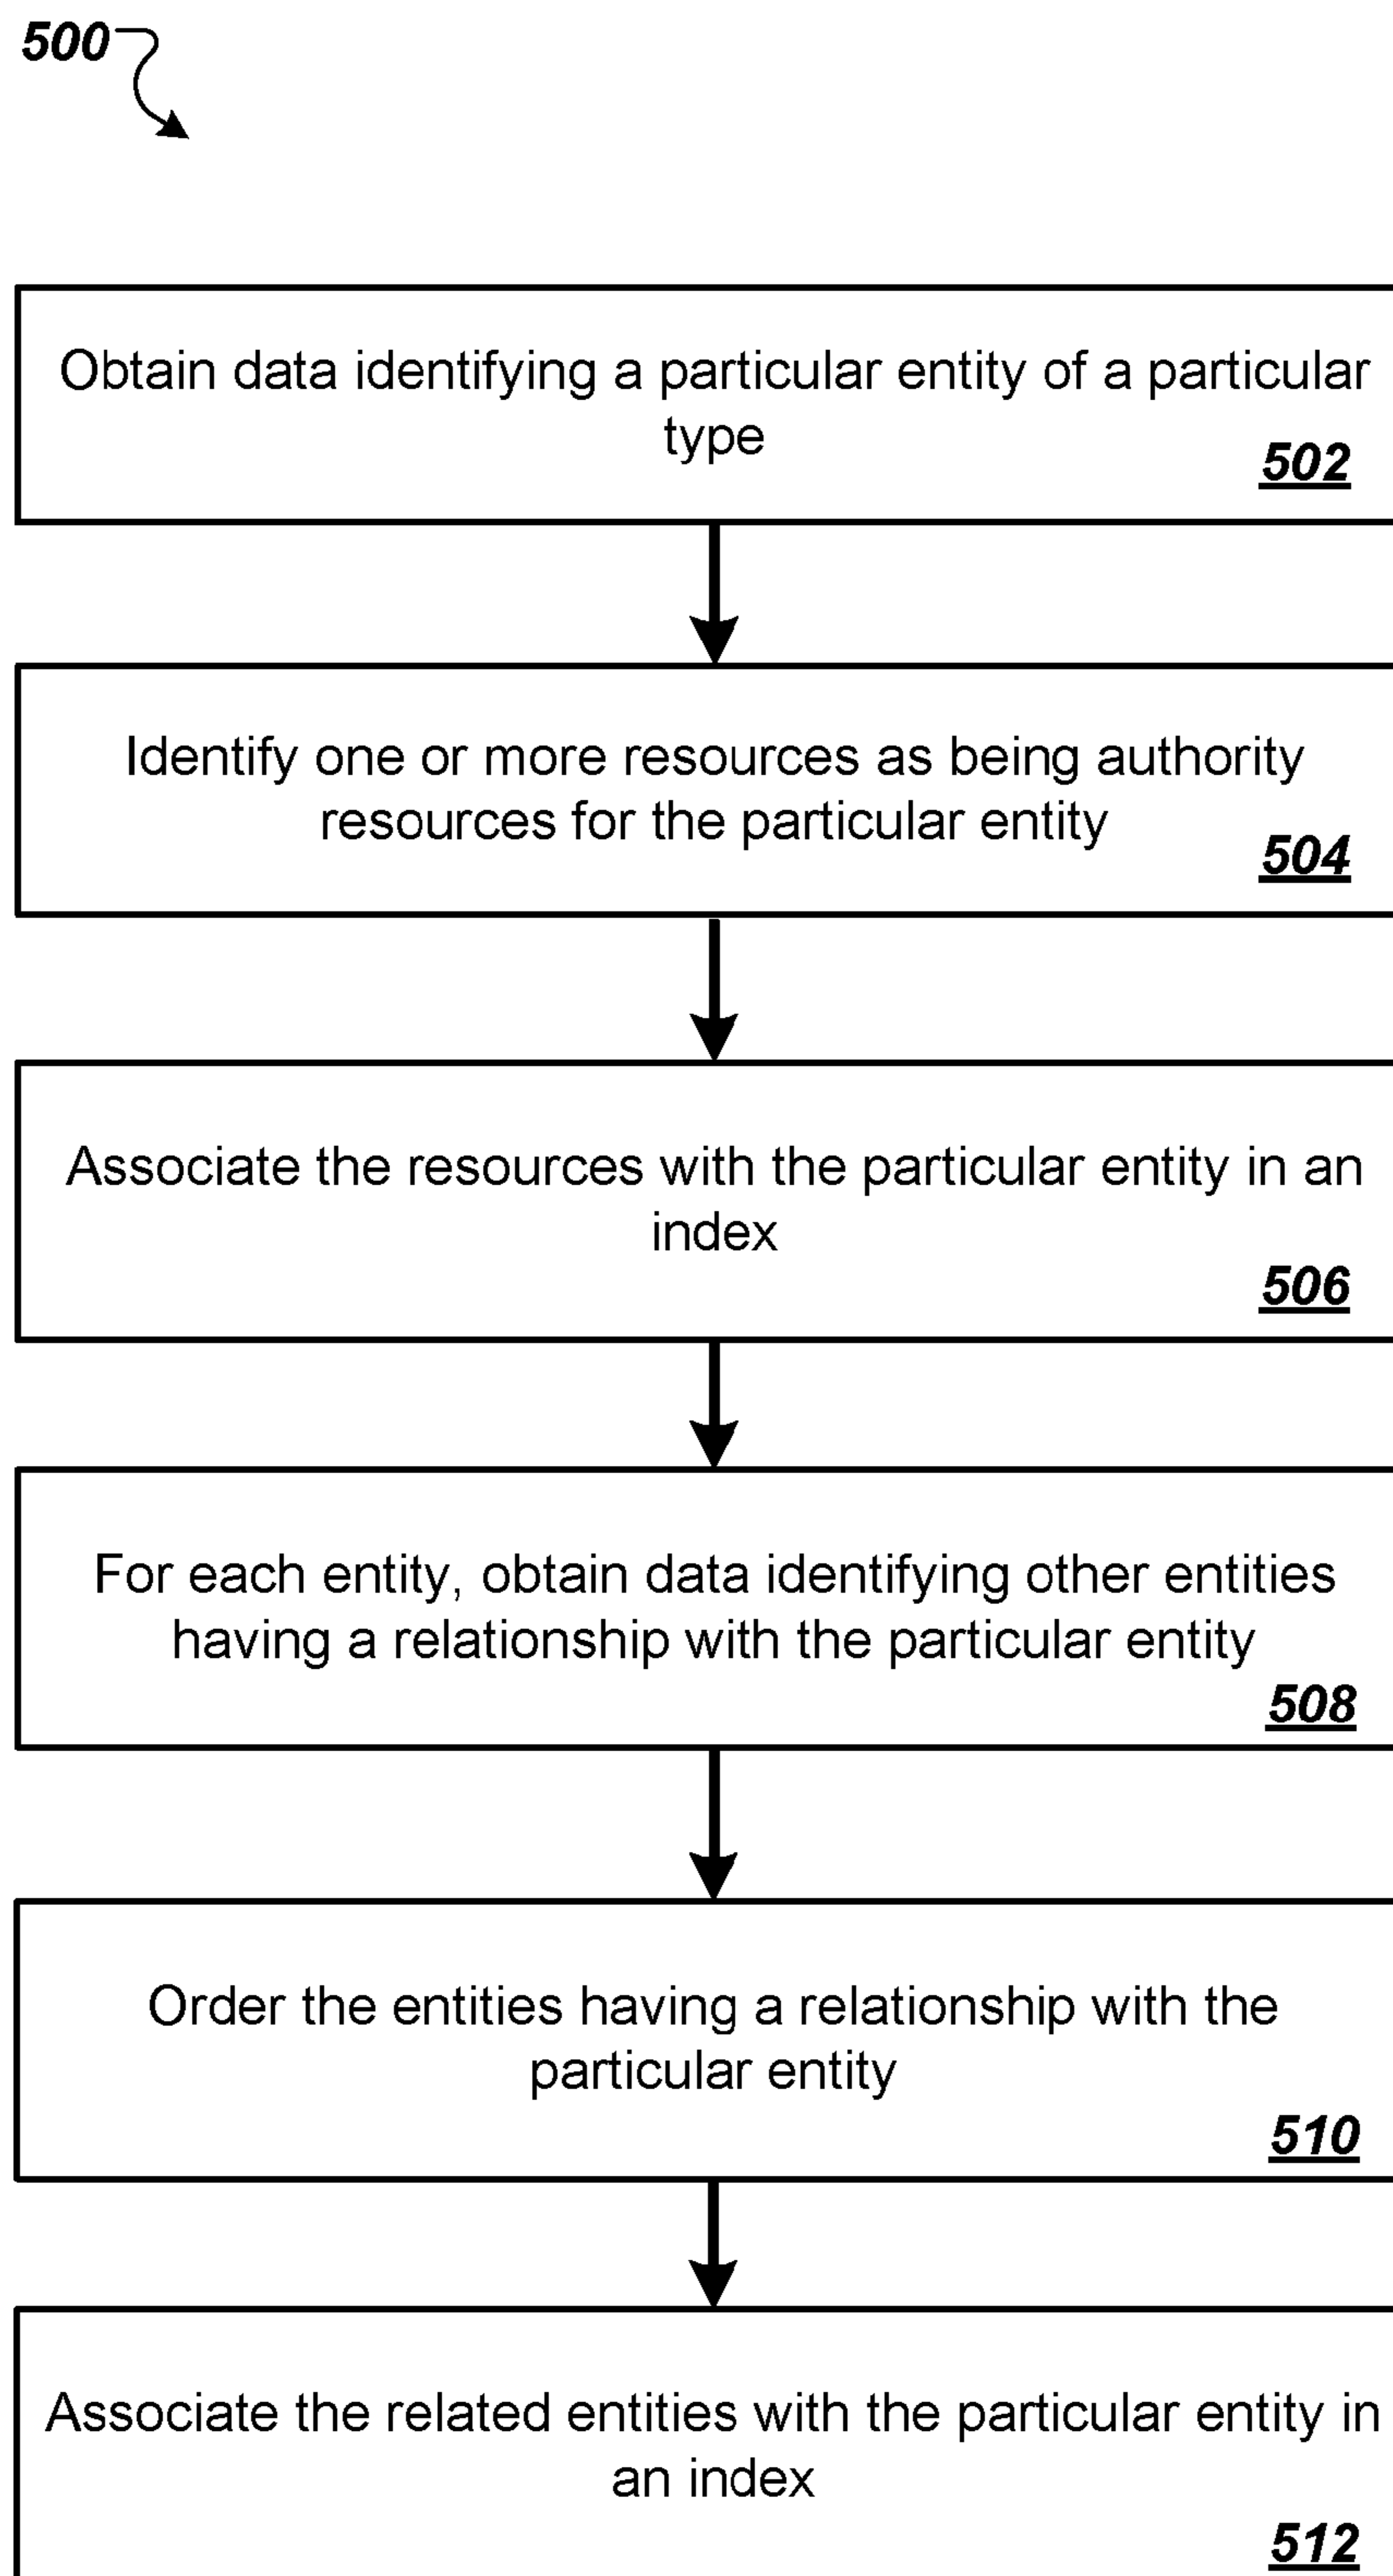 500
Obtain data identifying a particular entity of a particular
type
502
Identify one or more resources as being authority
resources for the particular entity
504
Associate the resources with the particular entity in an
index
506
For each entity, obtain data identifying other entities
having a relationship with the particular entity
508
Order the entities having a relationship with the
particular entity
510
Associate the related entities with the particular entity in
an index
512